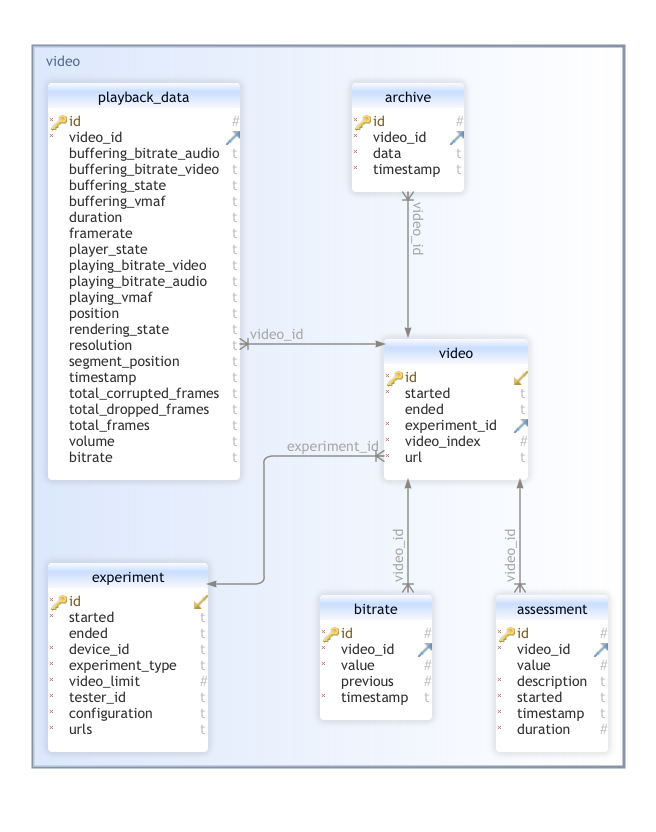 video
playback_data
id #
video_id
buffering_bitrate_audio t
buffering_bitrate_video t
buffering_state t
buffering_vmaf t
duration t
framerate t
player_state t
playing_bitrate_video t
playing_bitrate_audio t
playing_vmaf t
position t
rendering_state t
resolution t
segment_position t
timestamp t
total_corrupted_frames t
total_dropped_frames t
total_frames t
volume t
bitrate t
archive
id #
video_id
data t
timestamp t
video_id
video_id
video
id
started t
ended t
experiment_id
video_index #
url t
experiment_id
video_id
video_id
experiment
id
started t
ended t
device_id t
experiment_type t
video_limit #
tester_id t
configuration t
urls t
bitrate
id #
video_id
value #
previous #
timestamp t
assessment
id #
video_id
value #
description t
started t
timestamp t
duration #